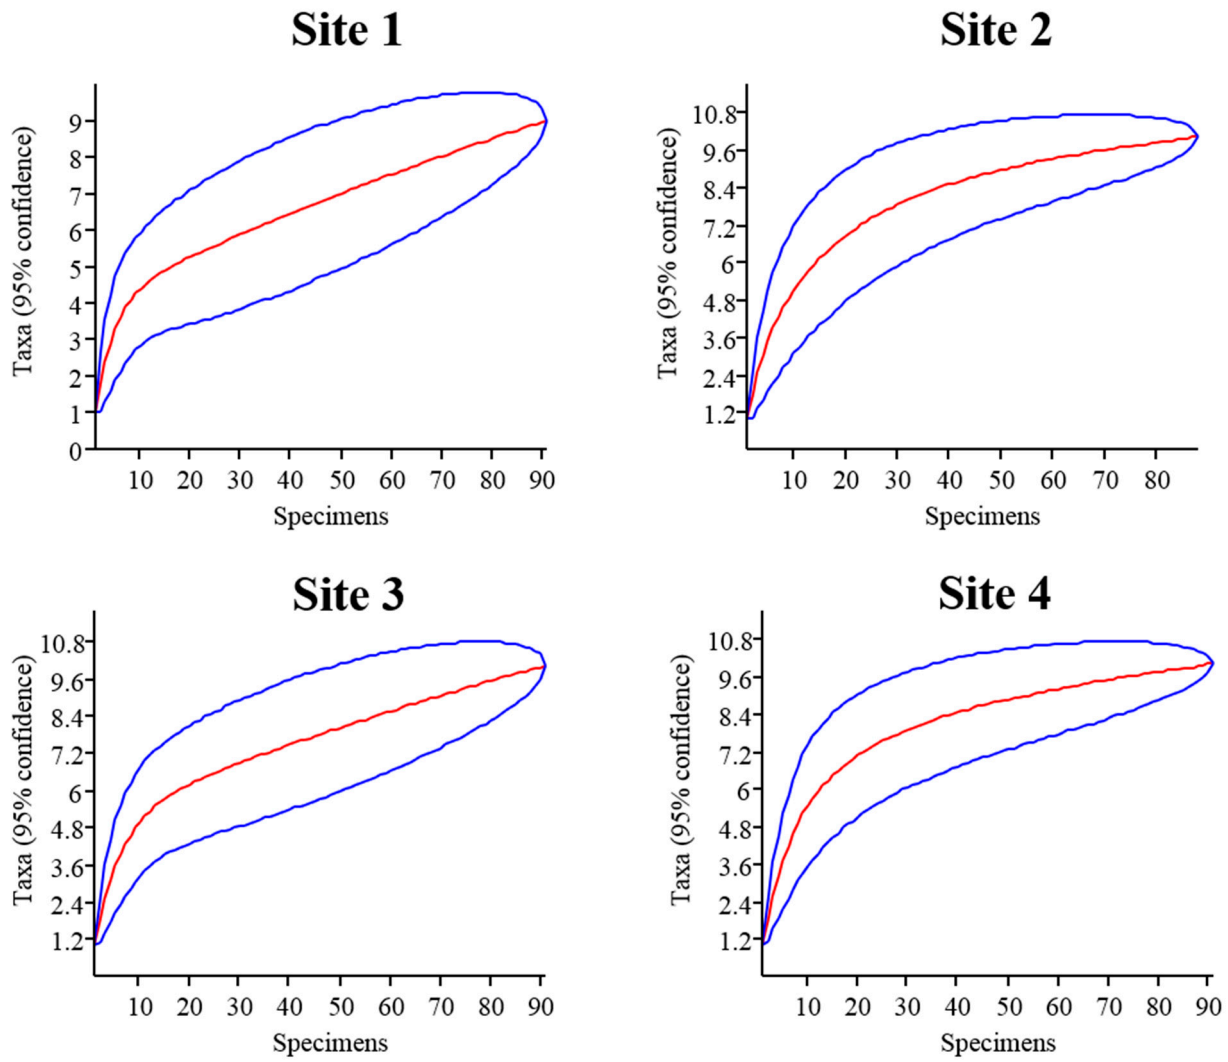 Site 1
Taxa (95% confidence)
9
8
7
6
5
4
3
2
1
0
10 20 30 40 50 60 70 80 90
Specimens
Site 2
Taxa (95% confidence)
10.8
9.6
8.4
7.2
6
4.8
3.6
2.4
1.2
10 20 30 40 50 60 70 80
Specimens
Site 3
Taxa (95% confidence)
10.8
9.6
8.4
7.2
6
4.8
3.6
2.4
1.2
10 20 30 40 50 60 70 80 90
Specimens
Site 4
Taxa (95% confidence)
10.8
9.6
8.4
7.2
6
4.8
3.6
2.4
1.2
10 20 30 40 50 60 70 80 90
Specimens